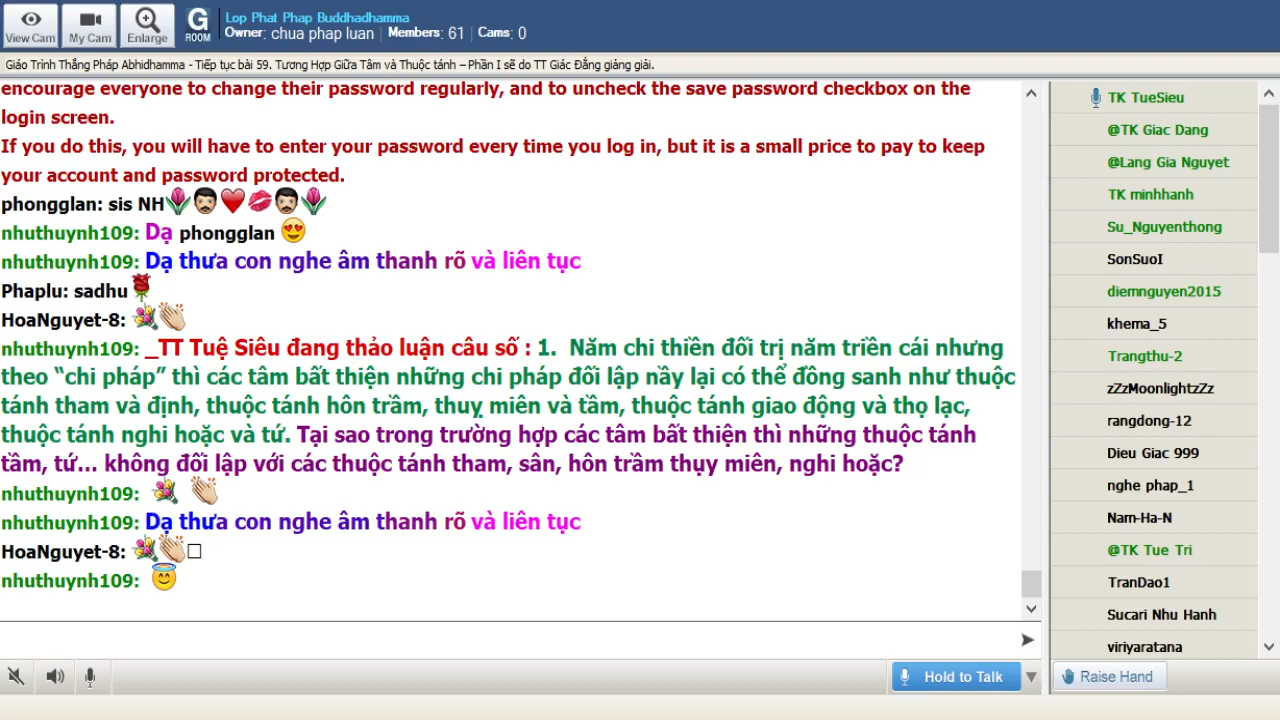 View Cam
My Cam
Enlarge
G
ROOM
Lop Phat Phap Buddhadhamma
Owner: chua phap luan | Members: 61 | Cams: 0
Giáo Trình Thắng Pháp Abhidhamma - Tiếp tục bài 59. Tương Hợp Giữa Tâm và Thuộc tánh – Phần I sẽ do TT Giác Đẳng giảng giải.
encourage everyone to change their password regularly, and to uncheck the save password checkbox on the
login screen.
If you do this, you will have to enter your password every time you log in, but it is a small price to pay to keep
your account and password protected.
phongglan: sis NH🌷👨❤️💋👨🌷
nhuthuynh109: Dạ phongglan 😍
nhuthuynh109: Dạ thưa con nghe âm thanh rõ và liên tục
Phaplu: sadhu🌹
HoaNguyet-8: 💐👏
nhuthuynh109: _TT Tuệ Siêu đang thảo luận câu số : 1. Năm chi thiền đối trị năm triền cái nhưng
theo “chi pháp” thì các tâm bất thiện những chi pháp đối lập nầy lại có thể đồng sanh như thuộc
tánh tham và định, thuộc tánh hôn trầm, thuỵ miên và tầm, thuộc tánh giao động và thọ lạc,
thuộc tánh nghi hoặc và tứ. Tại sao trong trường hợp các tâm bất thiện thì những thuộc tánh
tầm, tứ... không đối lập với các thuộc tánh tham, sân, hôn trầm thụy miên, nghi hoặc?
nhuthuynh109: 💐 👏
nhuthuynh109: Dạ thưa con nghe âm thanh rõ và liên tục
HoaNguyet-8: 💐👏□
nhuthuynh109: 😇
Hold to Talk
TK TueSieu
@TK Giac Dang
@Lang Gia Nguyet
TK minhhanh
Su_Nguyenthong
SonSuoI
diemnguyen2015
khema_5
Trangthu-2
zZzMoonlightzZz
rangdong-12
Dieu Giac 999
nghe phap_1
Nam-Ha-N
@TK Tue Tri
TranDao1
Sucari Nhu Hanh
viriyaratana
Raise Hand